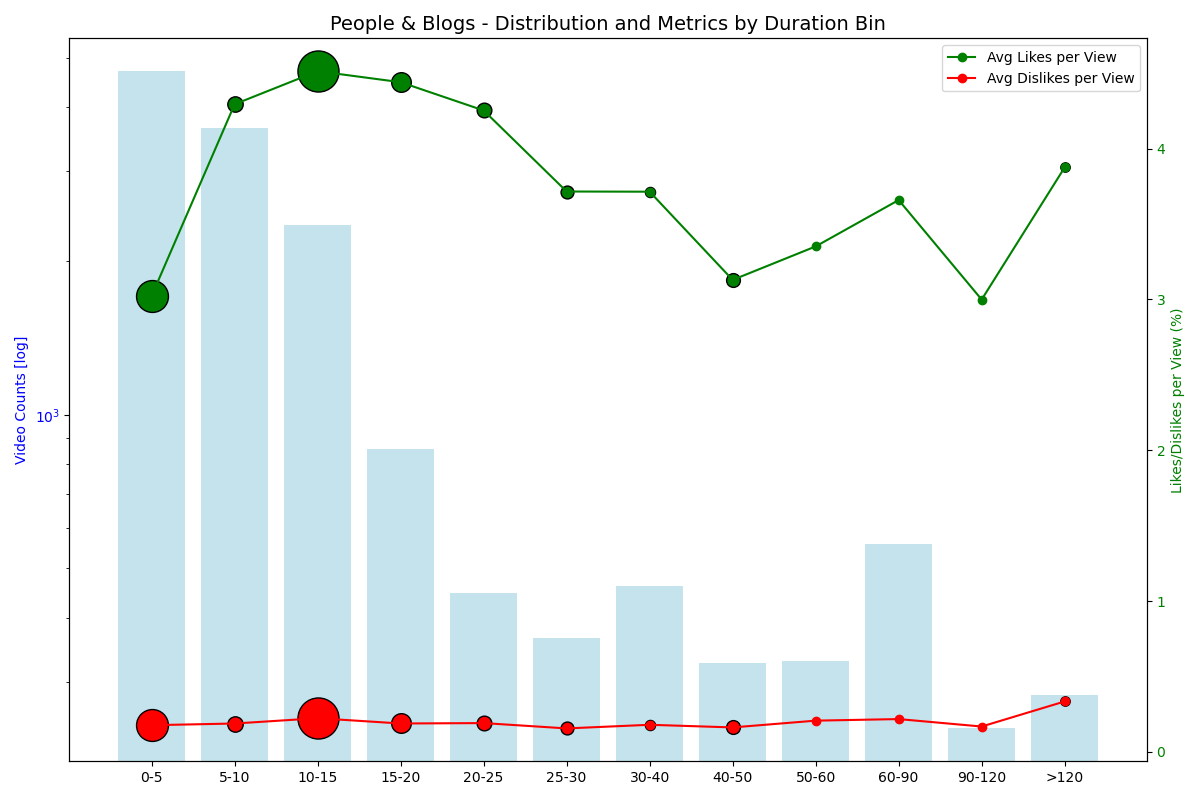 People & Blogs - Distribution and Metrics by Duration Bin
Avg Likes per View
Avg Dislikes per View
Video Counts [log]
10³
Likes/Dislikes per View (%)
4
3
2
1
0
0-5 5-10 10-15 15-20 20-25 25-30 30-40 40-50 50-60 60-90 90-120 >120